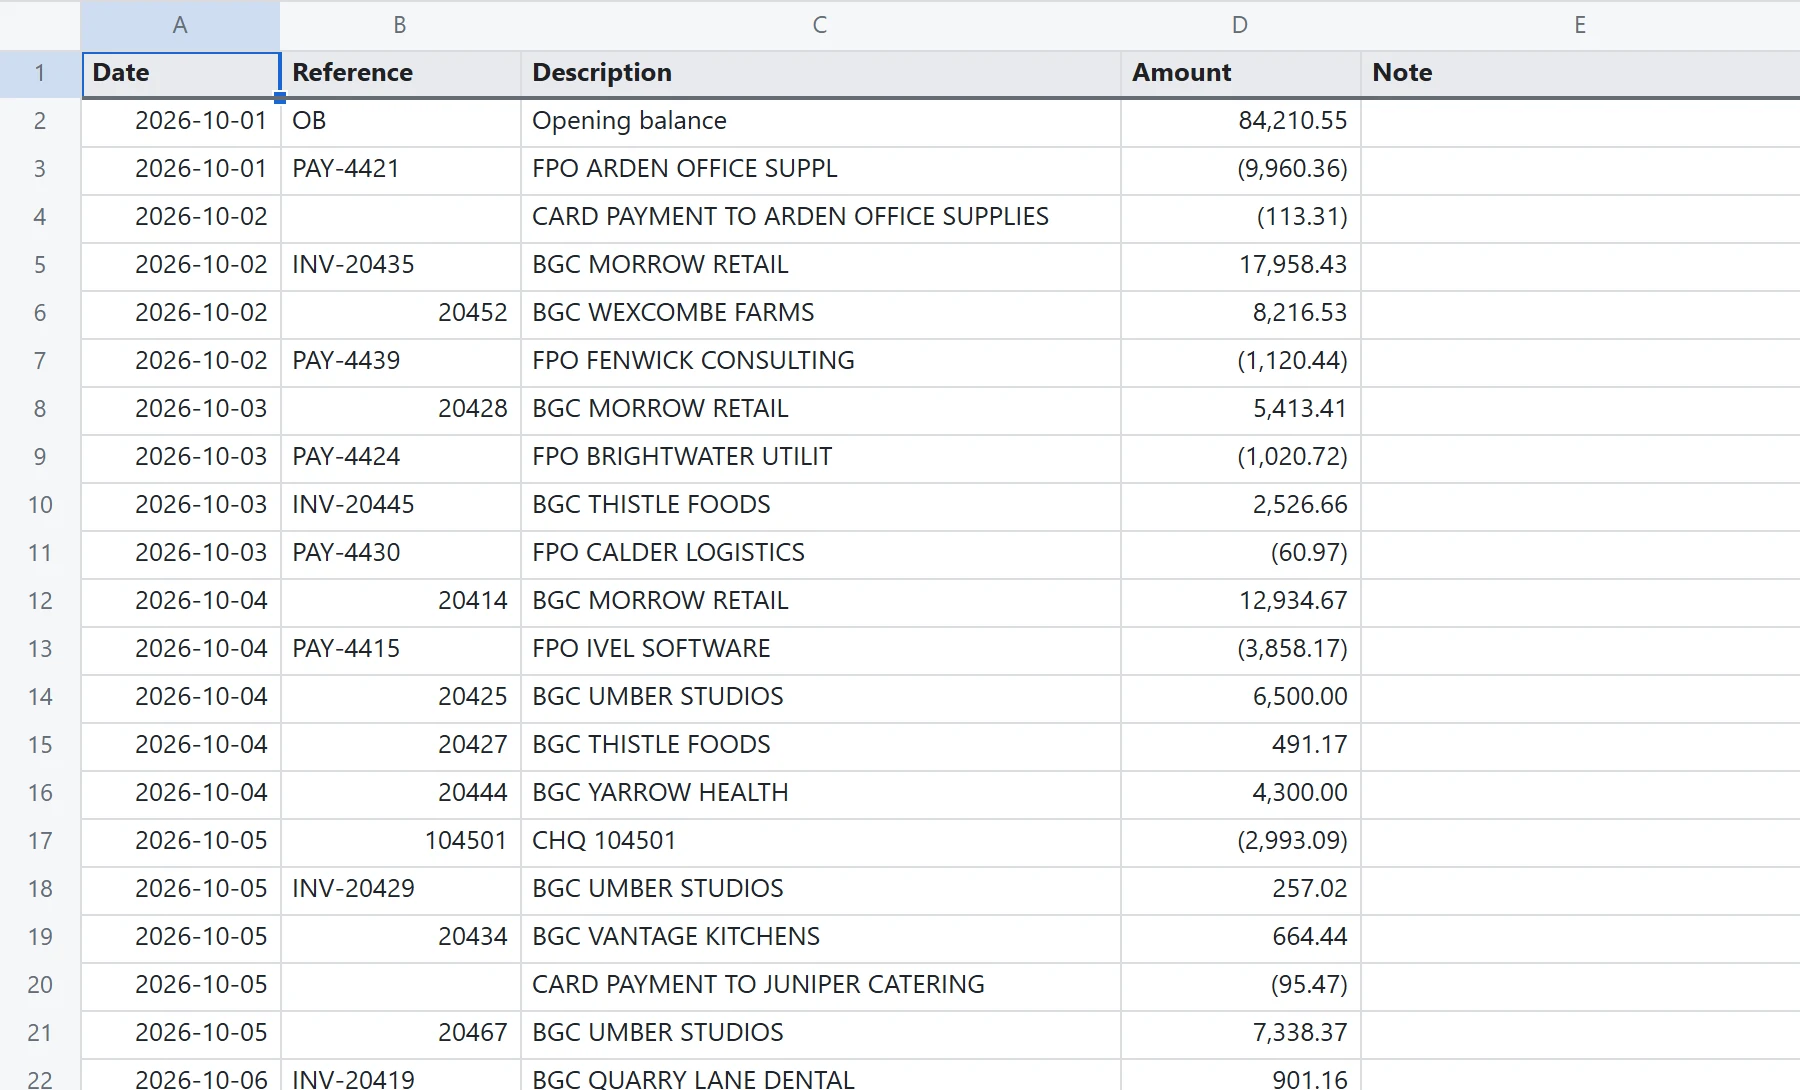 A B C D E
1 Date Reference Description Amount Note
2 2026-10-01 OB Opening balance 84,210.55
3 2026-10-01 PAY-4421 FPO ARDEN OFFICE SUPPL (9,960.36)
4 2026-10-02 CARD PAYMENT TO ARDEN OFFICE SUPPLIES (113.31)
5 2026-10-02 INV-20435 BGC MORROW RETAIL 17,958.43
6 2026-10-02 20452 BGC WEXCOMBE FARMS 8,216.53
7 2026-10-02 PAY-4439 FPO FENWICK CONSULTING (1,120.44)
8 2026-10-03 20428 BGC MORROW RETAIL 5,413.41
9 2026-10-03 PAY-4424 FPO BRIGHTWATER UTILIT (1,020.72)
10 2026-10-03 INV-20445 BGC THISTLE FOODS 2,526.66
11 2026-10-03 PAY-4430 FPO CALDER LOGISTICS (60.97)
12 2026-10-04 20414 BGC MORROW RETAIL 12,934.67
13 2026-10-04 PAY-4415 FPO IVEL SOFTWARE (3,858.17)
14 2026-10-04 20425 BGC UMBER STUDIOS 6,500.00
15 2026-10-04 20427 BGC THISTLE FOODS 491.17
16 2026-10-04 20444 BGC YARROW HEALTH 4,300.00
17 2026-10-05 104501 CHQ 104501 (2,993.09)
18 2026-10-05 INV-20429 BGC UMBER STUDIOS 257.02
19 2026-10-05 20434 BGC VANTAGE KITCHENS 664.44
20 2026-10-05 CARD PAYMENT TO JUNIPER CATERING (95.47)
21 2026-10-05 20467 BGC UMBER STUDIOS 7,338.37
22 2026-10-06 INV-20419 BGC QUARRY LANE DENTAL 901.16